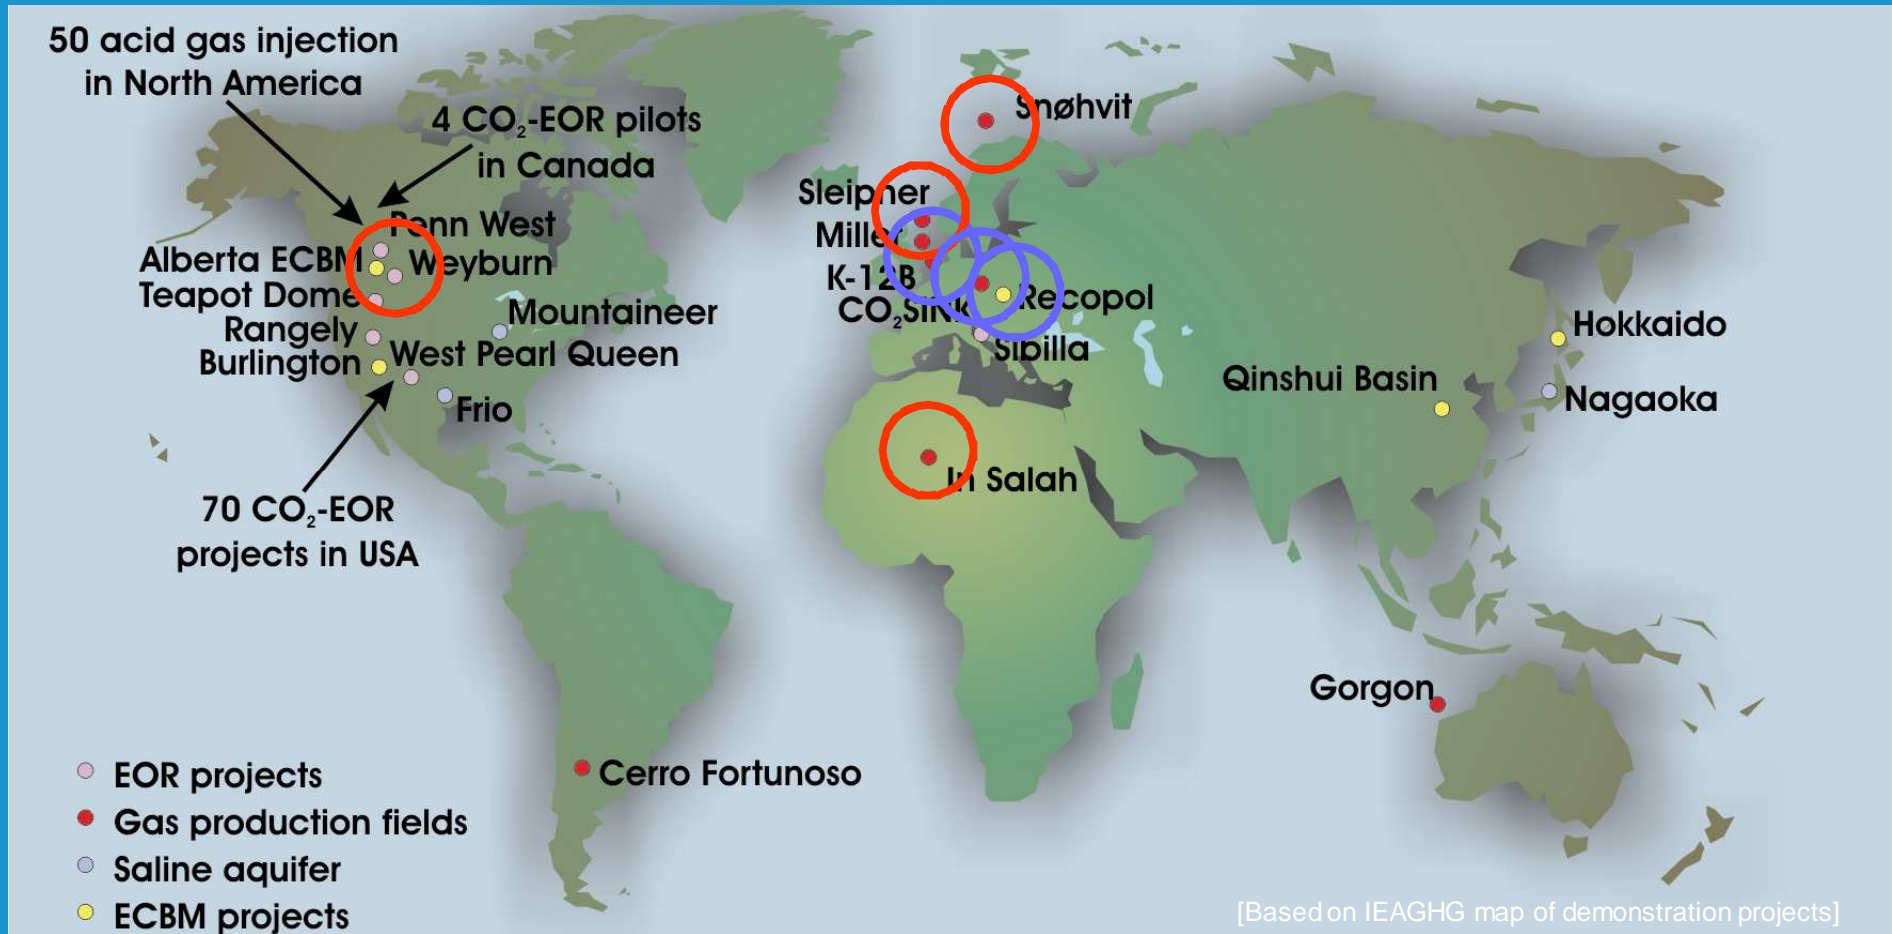 50 acid gas injection
in North America
4 CO₂-EOR pilots
in Canada
Penn West
Alberta ECBM
Weyburn
Teapot Dome
Rangely
Mountaineer
Burlington
West Pearl Queen
Frio
70 CO₂-EOR
projects in USA
Snøhvit
Sleipner
Miller
K-12B
CO₂SINK
Recopol
Sibilla
In Salah
Hokkaido
Qinshui Basin
Nagaoka
Gorgon
Cerro Fortunoso
EOR projects
Gas production fields
Saline aquifer
ECBM projects
[Based on IEAGHG map of demonstration projects]